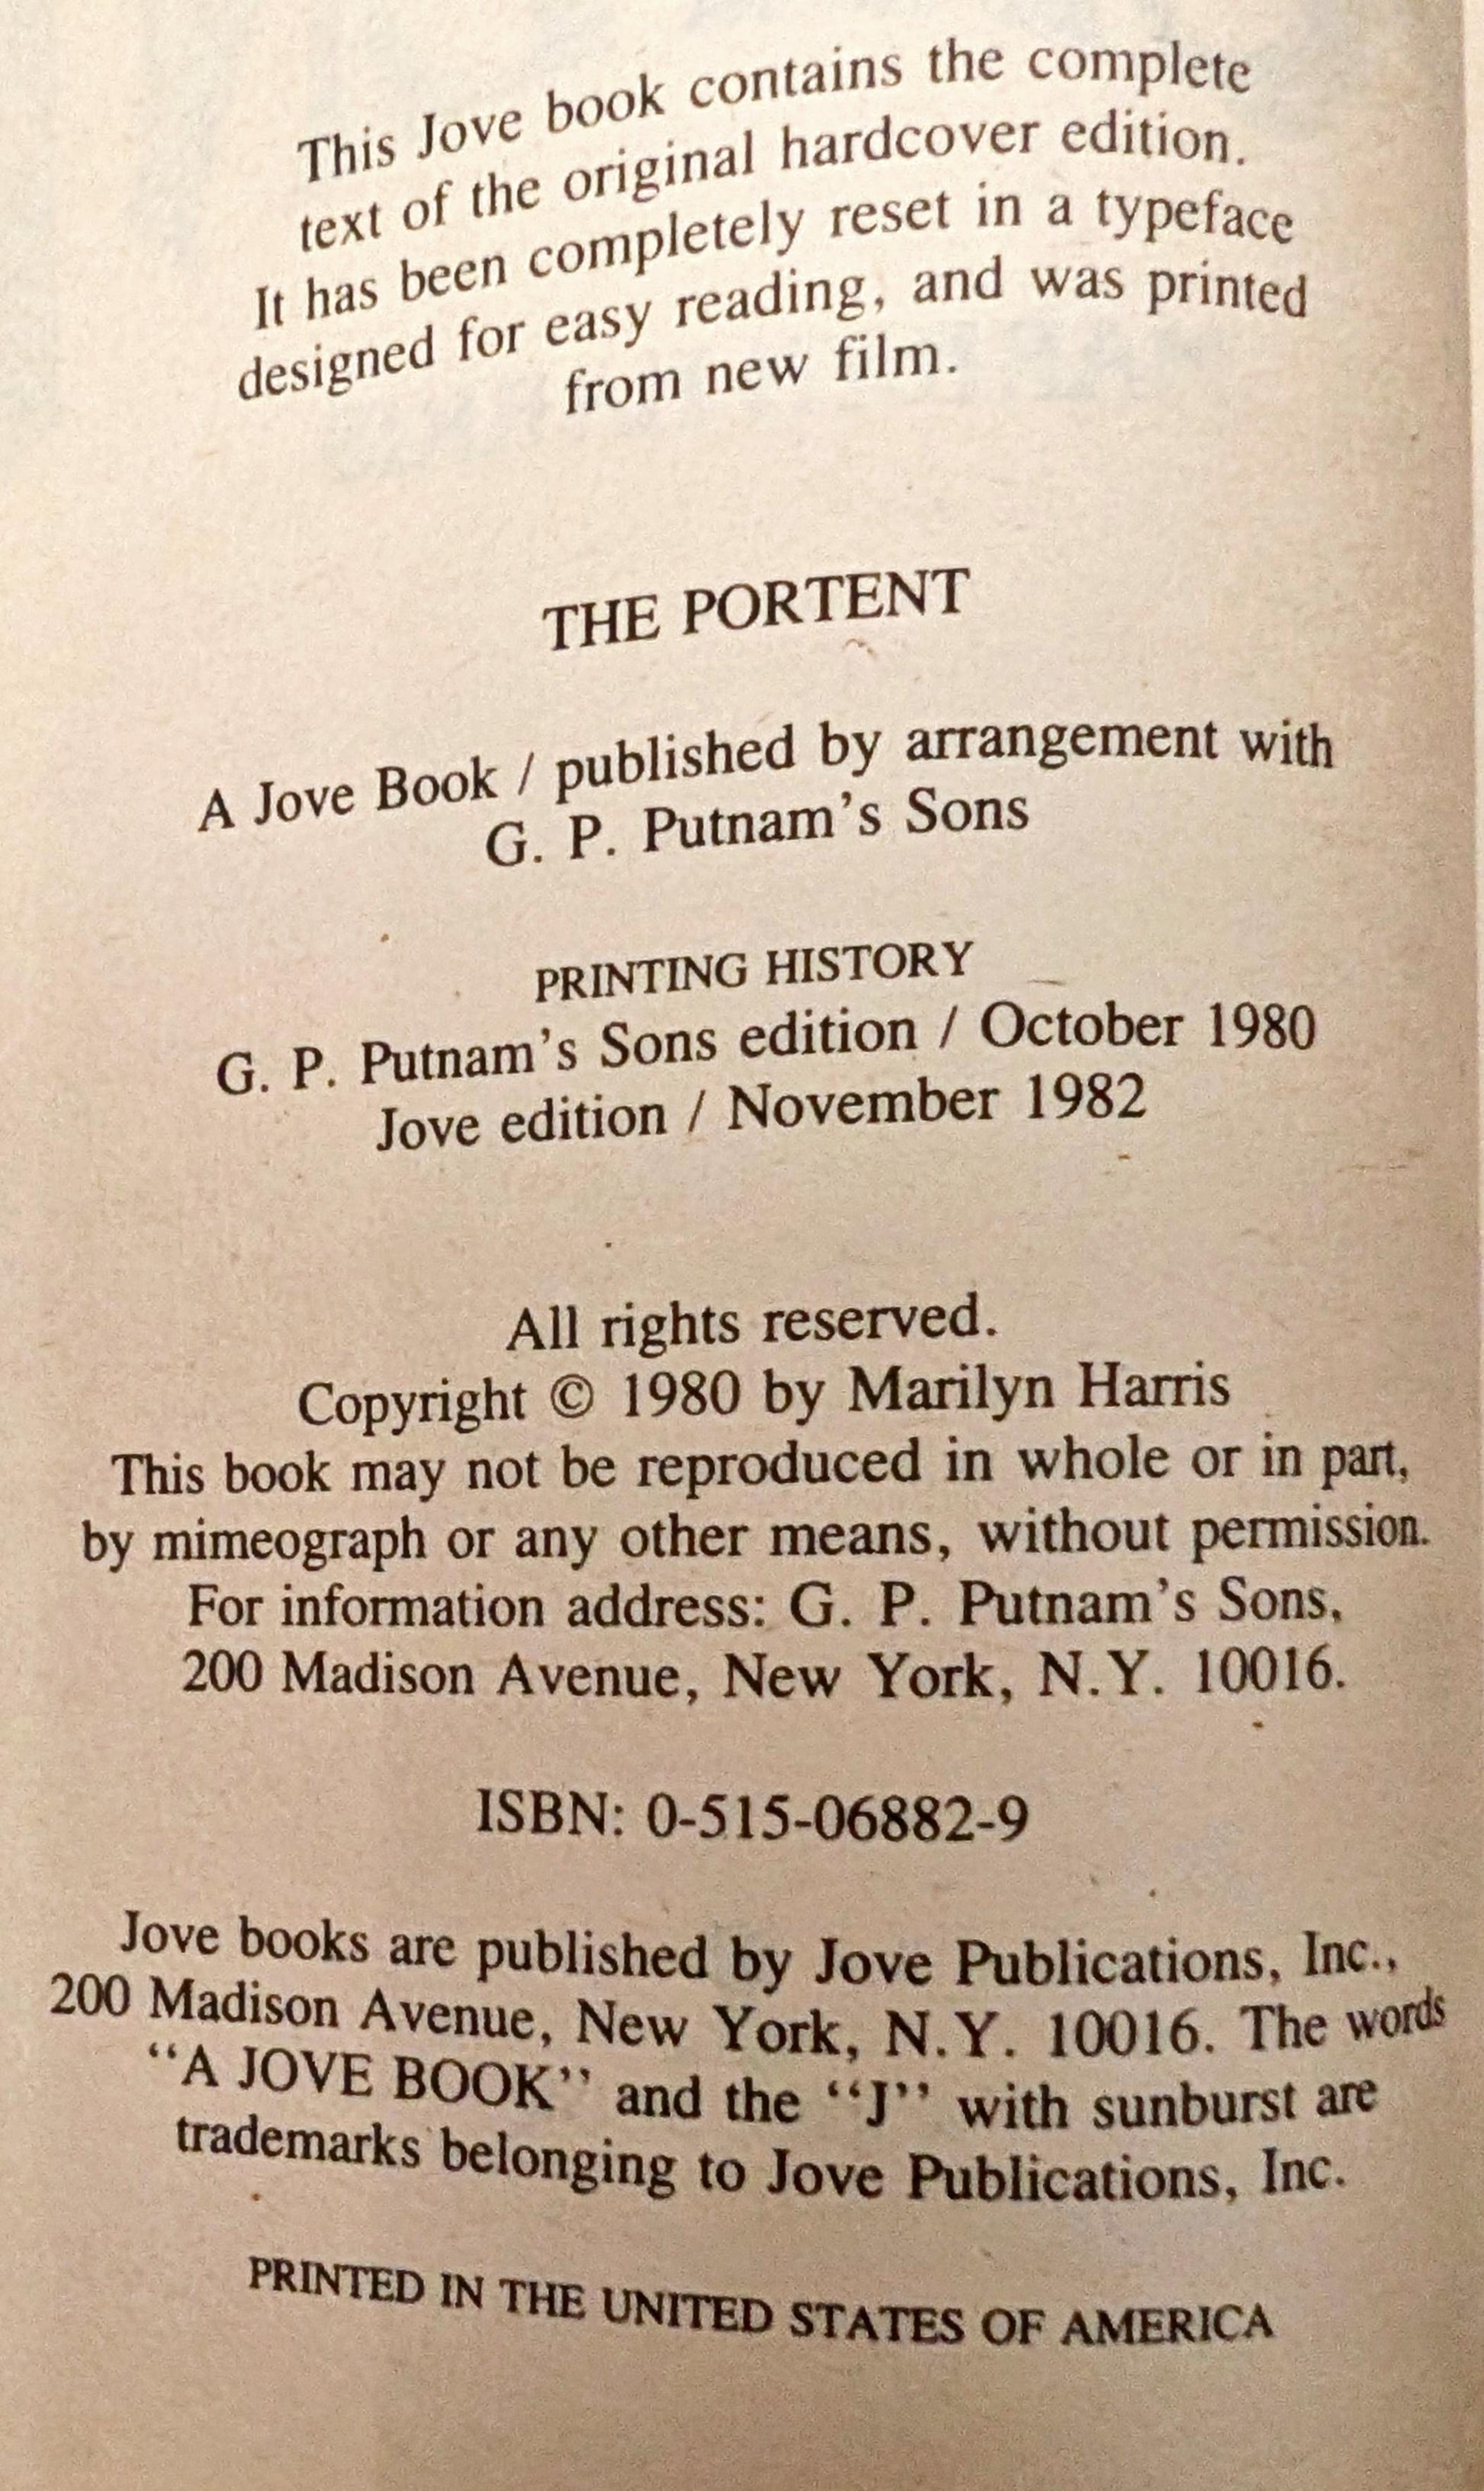 This Jove book contains the complete
text of the original hardcover edition.
It has been completely reset in a typeface
designed for easy reading, and was printed
from new film.
THE PORTENT
A Jove Book / published by arrangement with
G. P. Putnam's Sons
PRINTING HISTORY
G. P. Putnam's Sons edition / October 1980
Jove edition / November 1982
All rights reserved.
Copyright © 1980 by Marilyn Harris
This book may not be reproduced in whole or in part,
by mimeograph or any other means, without permission.
For information address: G. P. Putnam's Sons,
200 Madison Avenue, New York, N.Y. 10016.
ISBN: 0-515-06882-9
Jove books are published by Jove Publications, Inc.,
200 Madison Avenue, New York, N.Y. 10016. The words
"A JOVE BOOK" and the "J" with sunburst are
trademarks belonging to Jove Publications, Inc.
PRINTED IN THE UNITED STATES OF AMERICA